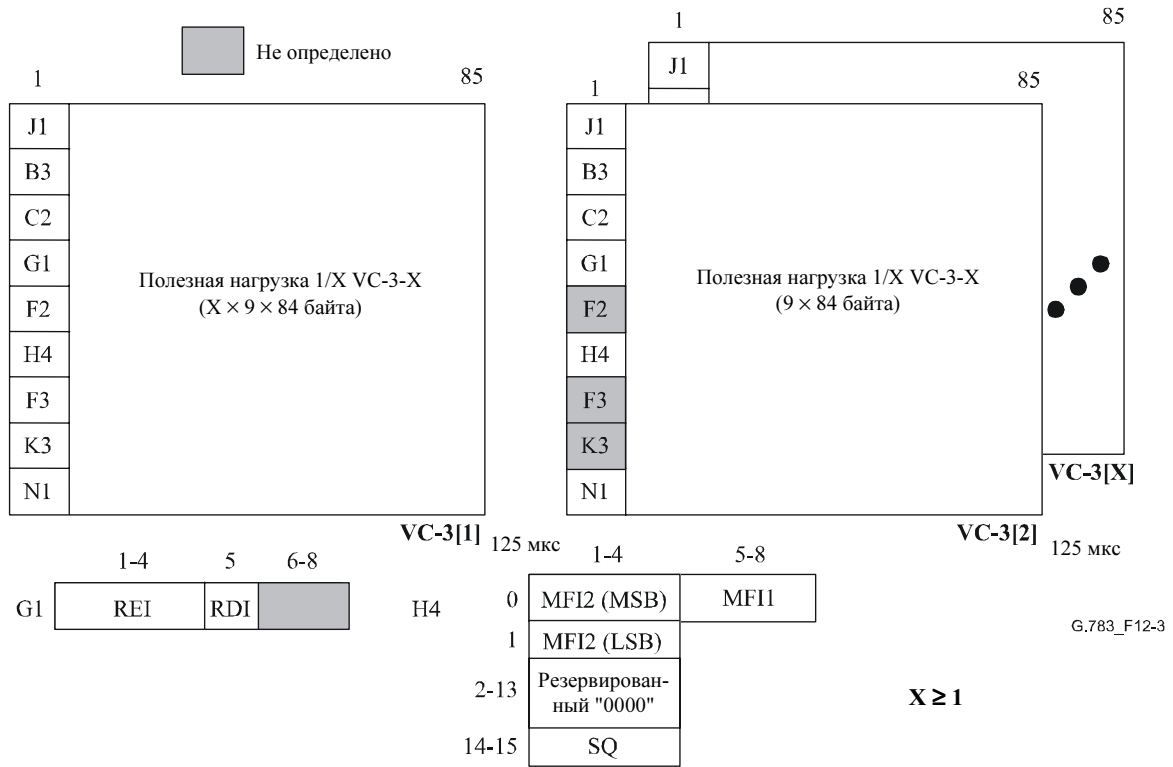 Не определено
1
85
J1
B3
C2
G1
F2
H4
F3
K3
N1
Полезная нагрузка 1/X VC-3-X
(X × 9 × 84 байта)
VC-3[1]
125 мкс
1
85
J1
1
85
J1
B3
C2
G1
F2
H4
F3
K3
N1
Полезная нагрузка 1/X VC-3-X
(9 × 84 байта)
VC-3[X]
VC-3[2]
125 мкс
1-4
5
6-8
G1
REI
RDI
H4
1-4
5-8
0
MFI2 (MSB)
MFI1
1
MFI2 (LSB)
2-13
Резервирован-
ный "0000"
14-15
SQ
G.783_F12-3
X ≥ 1